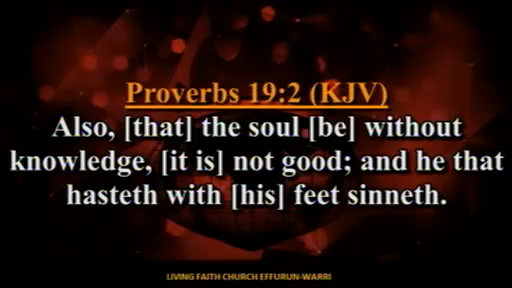 Proverbs 19:2 (KJV)
Also, [that] the soul [be] without
knowledge, [it is] not good; and he that
hasteth with [his] feet sinneth.
LIVING FAITH CHURCH EFFURUN-WARRI